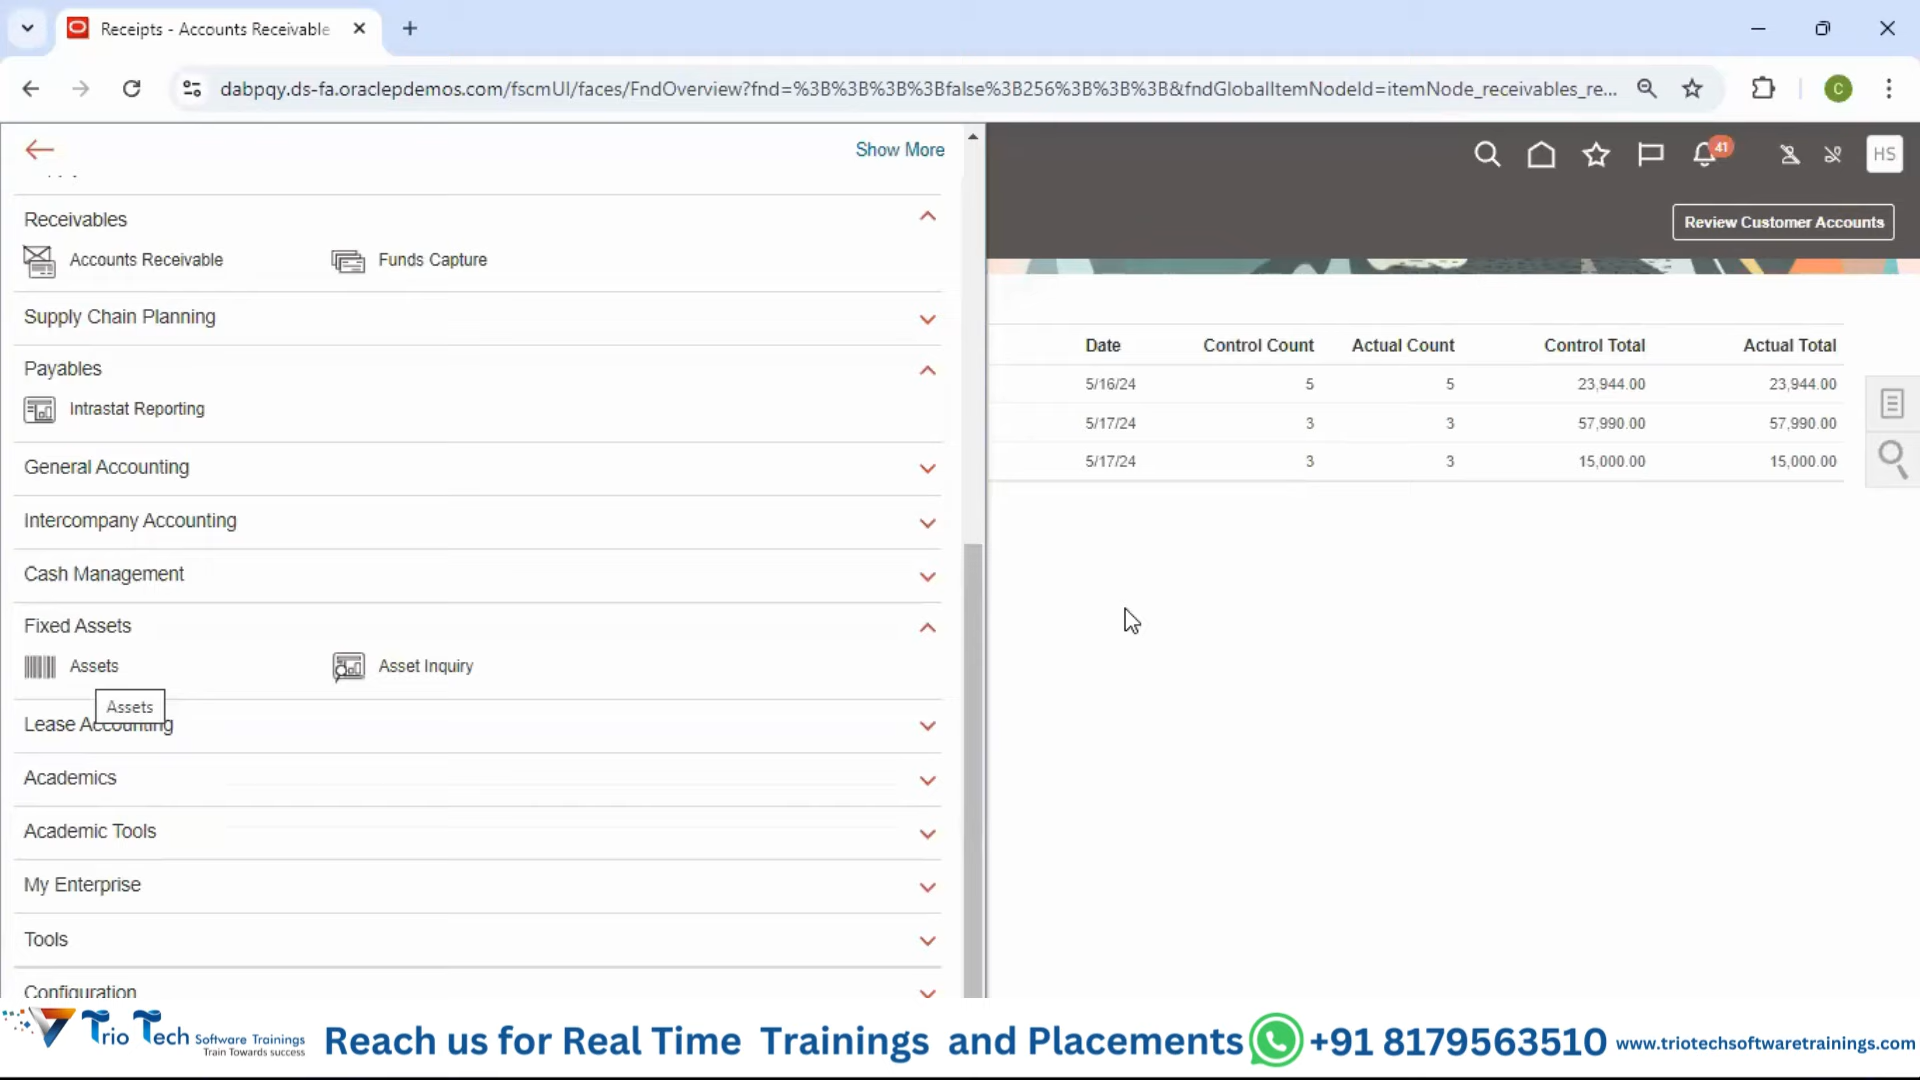 Receipts - Accounts Receivable
dabpqy.ds-fa.oraclepdemos.com/fscmUI/faces/FndOverview?fnd=%3B%3B%3B%3Bfalse%3B256%3B%3B%3B&fndGlobalItemNodeId=itemNode_receivables_re...
C
Show More
41
HS
Review Customer Accounts
Receivables
Accounts Receivable
Funds Capture
Supply Chain Planning
Payables
Intrastat Reporting
General Accounting
Intercompany Accounting
Cash Management
Fixed Assets
Assets
Asset Inquiry
Assets
Lease Accounting
Academics
Academic Tools
My Enterprise
Tools
Configuration
Date Control Count Actual Count Control Total Actual Total
5/16/24 5 5 23,944.00 23,944.00
5/17/24 3 3 57,990.00 57,990.00
5/17/24 3 3 15,000.00 15,000.00
Trio Tech Software Trainings
Train Towards success
Reach us for Real Time Trainings and Placements +91 8179563510 www.triotechsoftwaretrainings.com